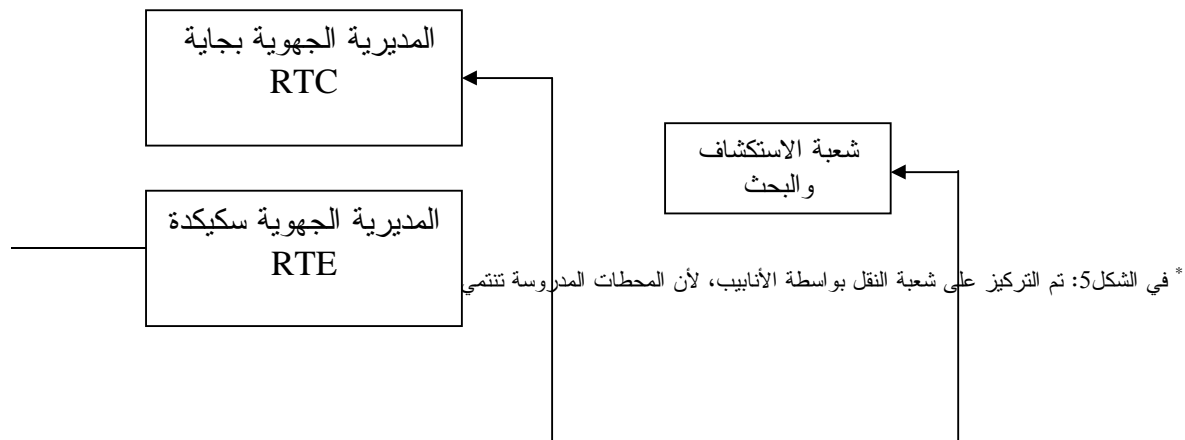 المديرية الجهوية بجاية
RTC
شعبة الاستكشاف
والبحث
المديرية الجهوية سكيكدة
RTE
* في الشكل5: تم التركيز على شعبة النقل بواسطة الأنابيب، لأن المحطات المدروسة تنتمي